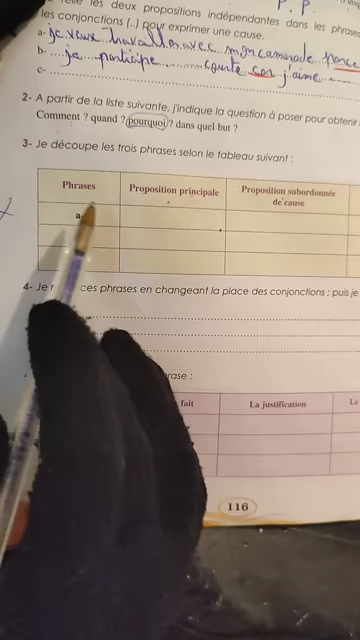 les deux propositions indépendantes dans les phrases
les conjonctions (..) pour exprimer une cause.
a- je veux travailler avec mon camarade parce
b- je participe course car j'aime
c-
2- A partir de la liste suivante, j'indique la question à poser pour obtenir
Comment ? quand ? pourquoi ? dans quel but ?
3- Je découpe les trois phrases selon le tableau suivant :
Phrases Proposition principale Proposition subordonnée de cause
a-
4- Je ces phrases en changeant la place des conjonctions ; puis je
rase :
fait La justification Le
116